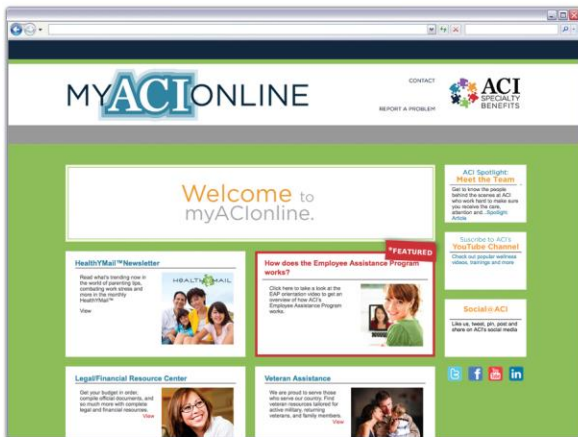 MYACIONLINE
CONTACT
REPORT A PROBLEM
ACI
SPECIALTY
BENEFITS
Welcome to
myACIonline.
ACI Spotlight:
Meet the Team
Get to know the people
behind the scenes at ACI
who work hard to make sure
you receive the care,
attention and...Spotlight
Article
*FEATURED
HealthYMail™Newsletter
Read what's trending now in
the world of parenting tips,
combating work stress and
more in the monthly
HealthYMail™
View
HEALTHYMAIL
How does the Employee Assistance Program
works?
Click here to take a look at the
EAP orientation video to get an
overview of how ACI's
Employee Assistance Program
works.
Suscribe to ACI's
YouTube Channel
Check out popular wellness
videos, trainings and more
Social@ACI
Like us, tweet, pin, post and
share on ACI's social media
Legal/Financial Resource Center
Get your budget in order,
compile official documents, and
so much more with complete
legal and financial resources.
View
Veteran Assistance
We are proud to serve those
who serve our country. Find
veteran resources tailored for
active military, returning
veterans, and family members.
View